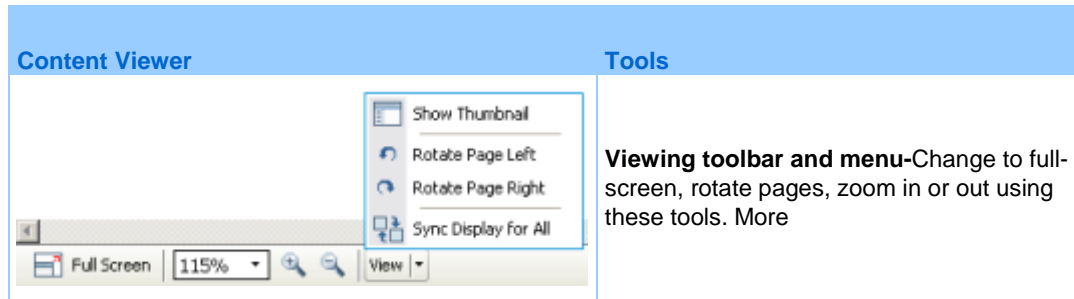 Content Viewer
Tools
Show Thumbnail
Rotate Page Left
Rotate Page Right
Sync Display for All
Full Screen
115%
View
Viewing toolbar and menu-Change to full-
screen, rotate pages, zoom in or out using
these tools. More